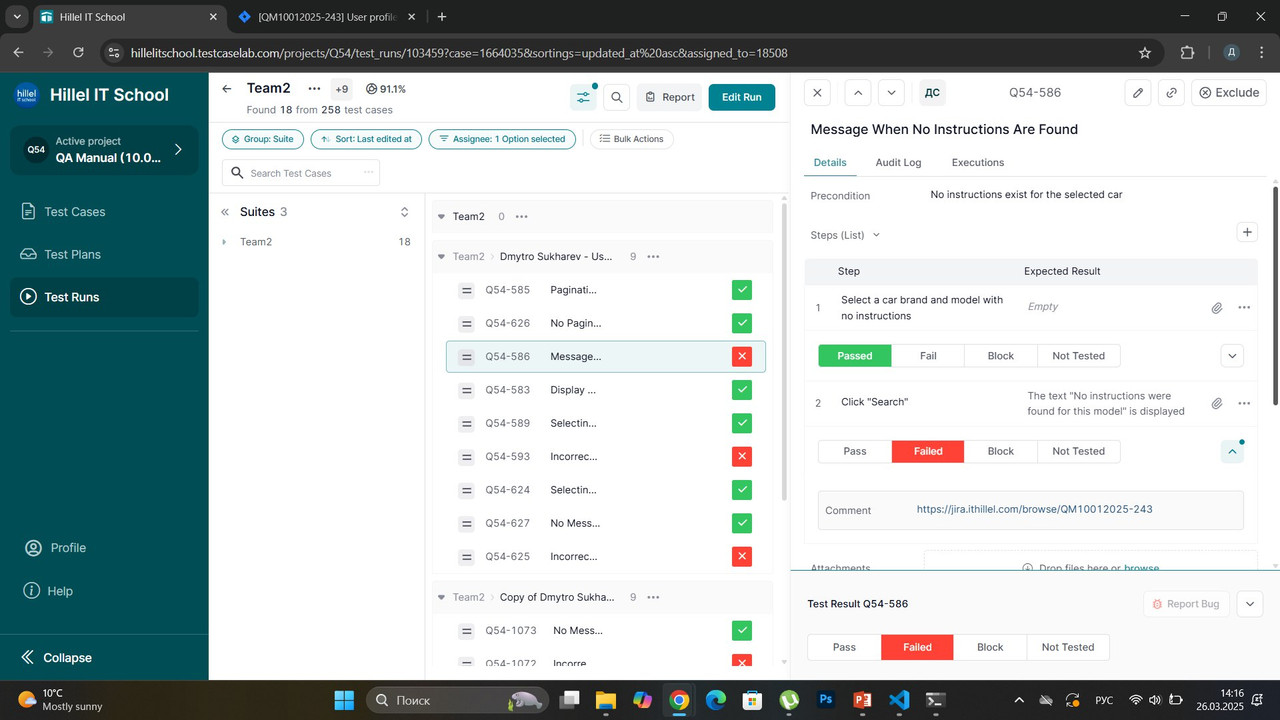 Hillel IT School
[QM10012025-243] User profile
hillelitschool.testcaselab.com/projects/Q54/test_runs/103459?case=1664035&sortings=updated_at%20asc&assigned_to=18508
Д
hillel
IT school
Hillel IT School
Q54
Active project
QA Manual (10.0...
Test Cases
Test Plans
Test Runs
Profile
Help
Collapse
Team2
+9
91.1%
Found 18 from 258 test cases
Report
Edit Run
Group: Suite
Sort: Last edited at
Assignee: 1 Option selected
Bulk Actions
Search Test Cases
Suites 3
Team2 18
Team2 0
Team2 Dmytro Sukharev - Us... 9
Q54-585 Paginati...
Q54-626 No Pagin...
Q54-586 Message...
Q54-583 Display ...
Q54-589 Selectin...
Q54-593 Incorrec...
Q54-624 Selectin...
Q54-627 No Mess...
Q54-625 Incorrec...
Team2 Copy of Dmytro Sukha... 9
Q54-1073 No Mess...
Q54-1072 Incorre...
ДС
Q54-586
Exclude
Message When No Instructions Are Found
Details
Audit Log
Executions
Precondition
No instructions exist for the selected car
Steps (List)
Step
Expected Result
1
Select a car brand and model with
no instructions
Empty
Passed
Fail
Block
Not Tested
2
Click "Search"
The text "No instructions were
found for this model" is displayed
Pass
Failed
Block
Not Tested
Comment
https://jira.ithillel.com/browse/QM10012025-243
Attachments
Drop files here or browse
Test Result Q54-586
Report Bug
Pass
Failed
Block
Not Tested
10°C
Mostly sunny
Поиск
Ps
РУС
14:16
26.03.2025